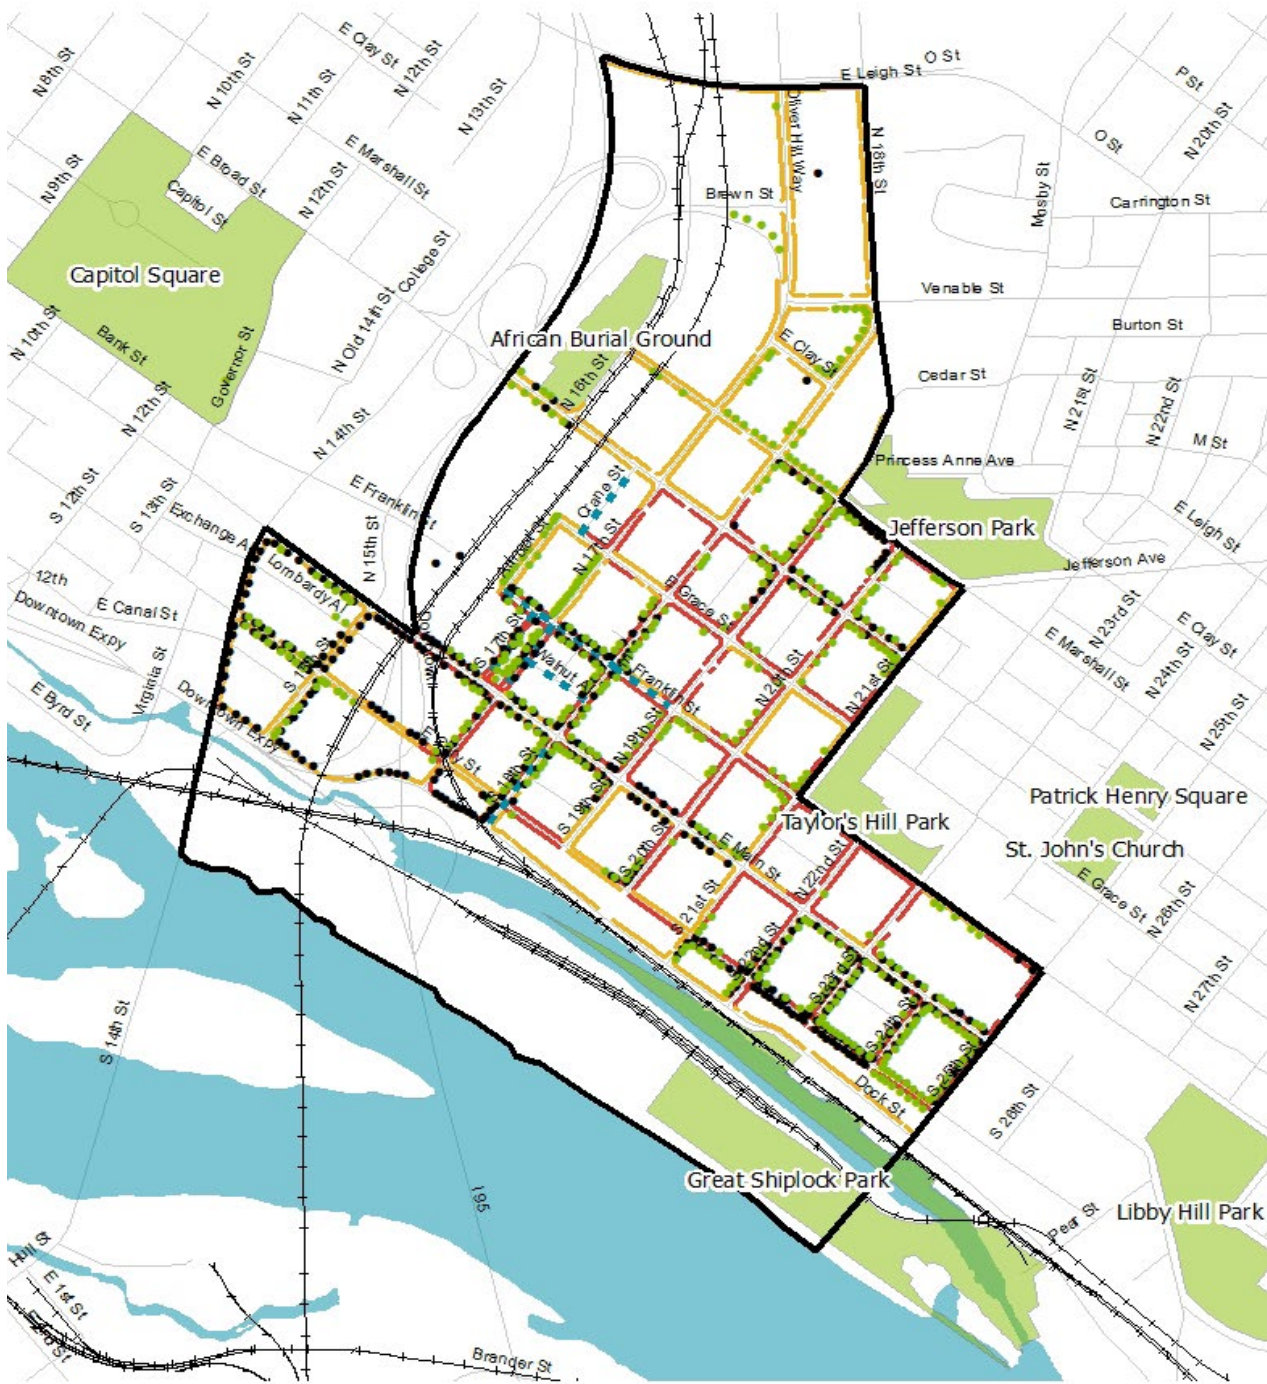 E Clay St
N 12th St
O St
E Leigh St
P St
N 8th St
N 10th St
N 11th St
N 13th St
N 20th St
Oliver Hill Way
N 18th St
O St
E Marshall St
E Broad St
N 12th St
N 9th St
Capitol St
Brown St
Mosby St
Carrington St
College St
Capitol Square
Venable St
N Old 14th St
N 10th St
Bank St
Governor St
African Burial Ground
E Clay St
Burton St
Cedar St
N 16th St
N 12th St
N 14th St
N 21st St
N 22nd St
M St
Princess Anne Ave
S 12th St
S 13th St
E Franklin St
Crane St
Exchange A
N 15th St
N 17th St
Jefferson Park
E Leigh St
Jefferson Ave
Lombardy Al
12th
Downtown Expy
E Canal St
E Grace St
N 23rd St
E Clay St
E Marshall St
N 24th St
S 17th St
Walnut A
E Franklin St
N 20th St
N 21st St
Virginia St
E Byrd St
Downtown Expy
N 19th St
N 25th St
S 18th St
S 19th St
S 20th St
E Main St
Patrick Henry Square
Taylor's Hill Park
St. John's Church
N 22nd St
E Grace St
N 26th St
S 21st St
S 22nd St
S 23rd St
N 27th St
S 24th St
S 14th St
S 25th St
Dock St
S 26th St
Great Shiplock Park
I 95
Pear St
Libby Hill Park
Hull St
E 1st St
E 2nd St
Brander St